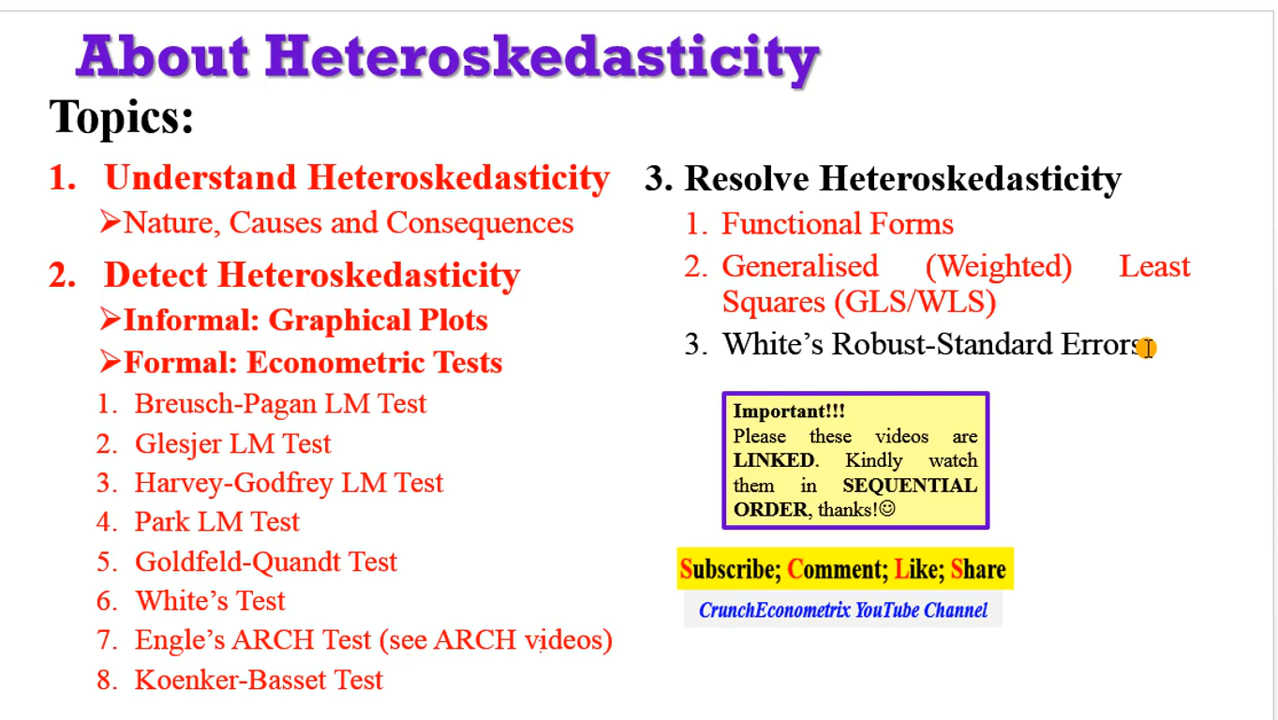 About Heteroskedasticity
Topics:
1. Understand Heteroskedasticity
➢Nature, Causes and Consequences
2. Detect Heteroskedasticity
➢Informal: Graphical Plots
➢Formal: Econometric Tests
1. Breusch-Pagan LM Test
2. Glesjer LM Test
3. Harvey-Godfrey LM Test
4. Park LM Test
5. Goldfeld-Quandt Test
6. White’s Test
7. Engle’s ARCH Test (see ARCH videos)
8. Koenker-Basset Test
3. Resolve Heteroskedasticity
1. Functional Forms
2. Generalised (Weighted) Least
Squares (GLS/WLS)
3. White’s Robust-Standard Errors
Important!!!
Please these videos are
LINKED. Kindly watch
them in SEQUENTIAL
ORDER, thanks!☺
Subscribe; Comment; Like; Share
CrunchEconometrix YouTube Channel